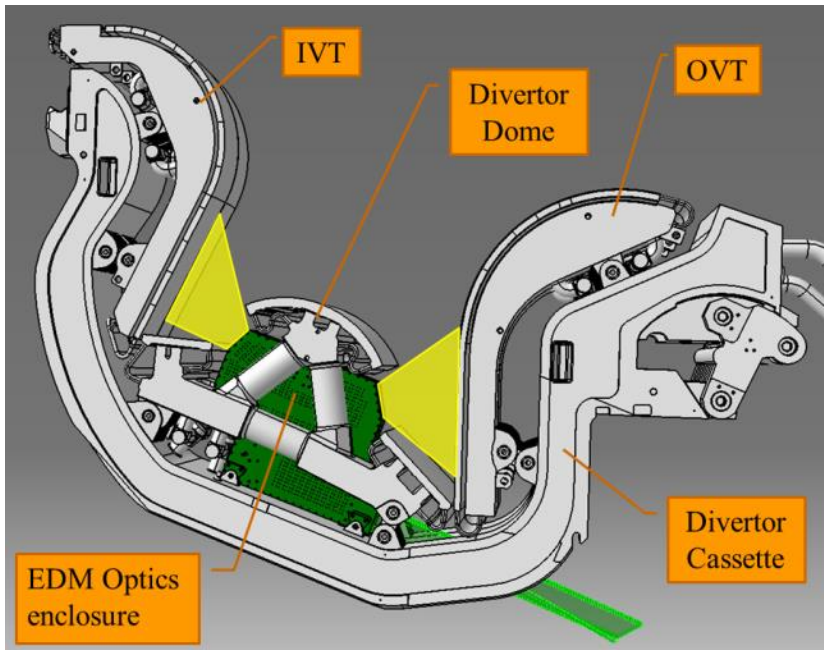 IVT
OVT
Divertor
Dome
EDM Optics
enclosure
Divertor
Cassette